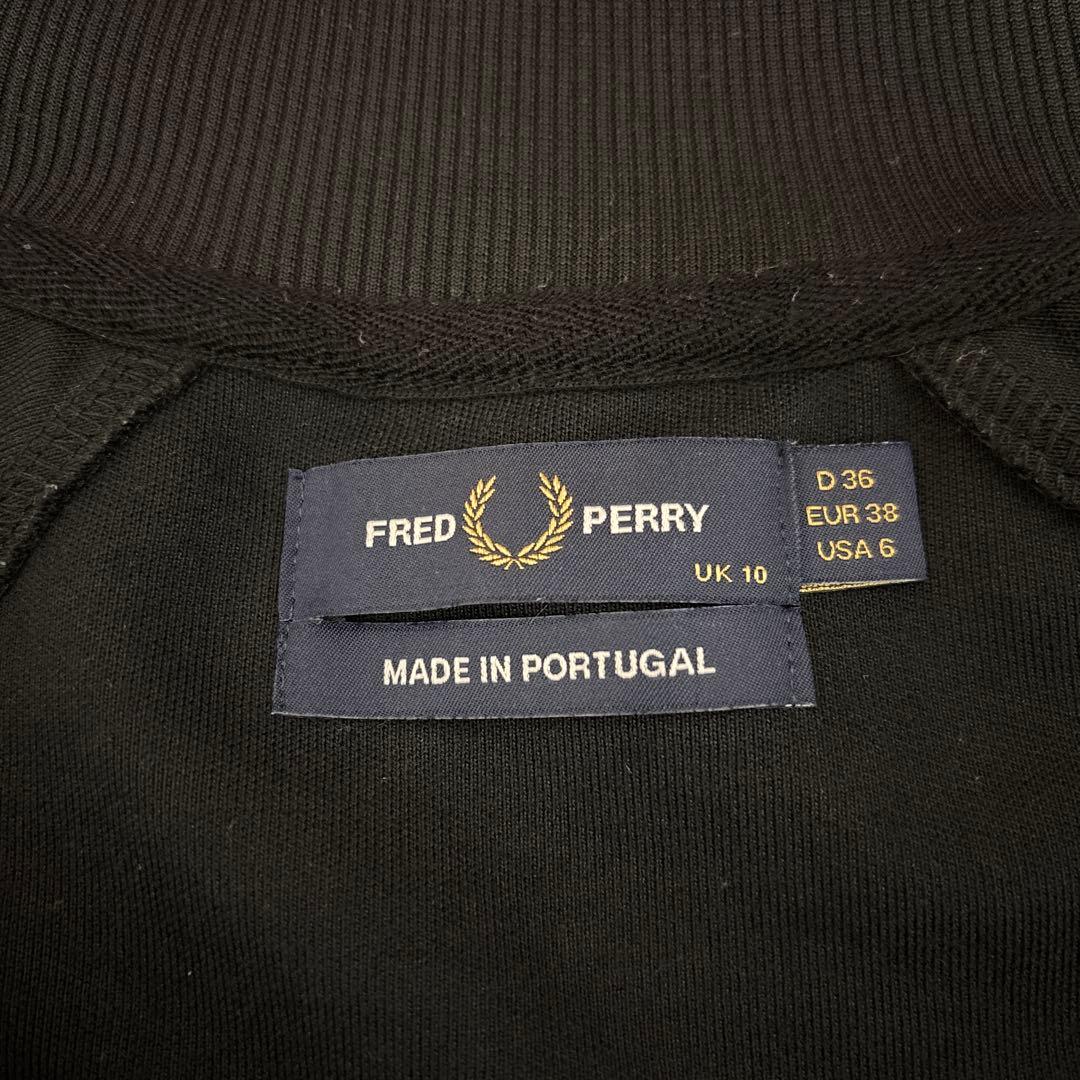 FRED PERRY
UK 10
D 36
EUR 38
USA 6
MADE IN PORTUGAL